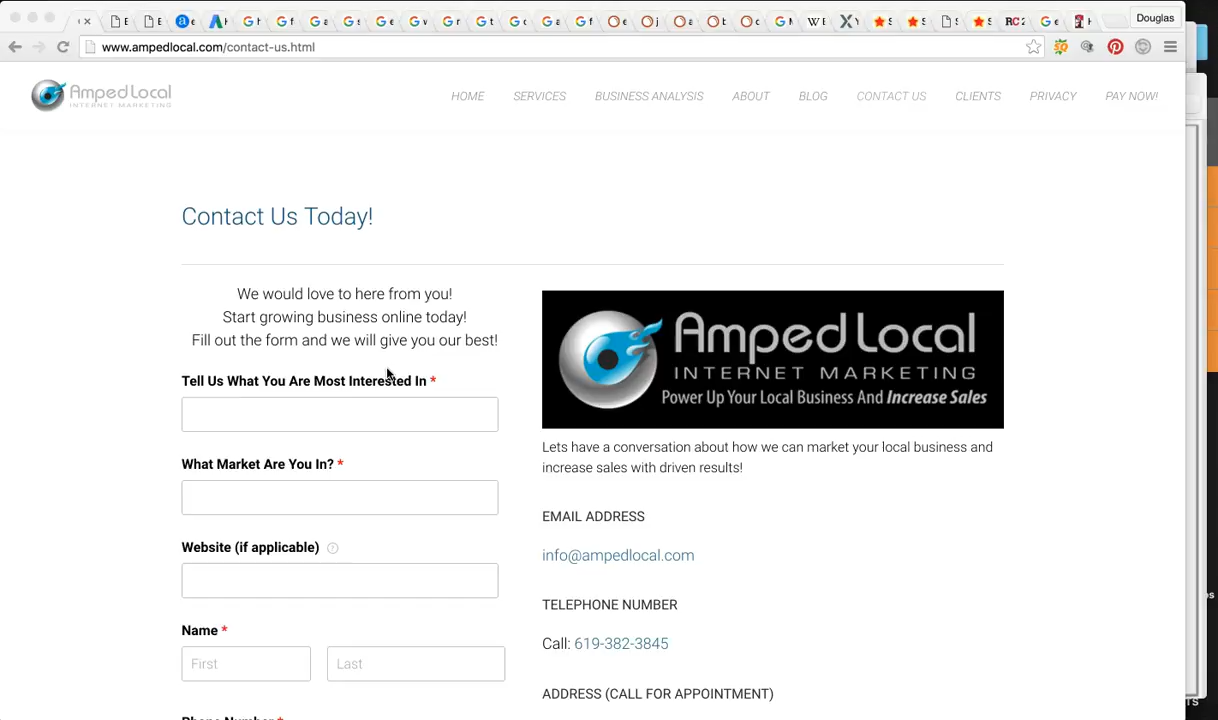 Douglas
www.ampedlocal.com/contact-us.html
Amped Local
INTERNET MARKETING
HOME SERVICES BUSINESS ANALYSIS ABOUT BLOG CONTACT US CLIENTS PRIVACY PAY NOW!
Contact Us Today!
We would love to here from you!
Start growing business online today!
Fill out the form and we will give you our best!
Tell Us What You Are Most Interested In *
What Market Are You In? *
Website (if applicable) ?
Name *
First
Last
Amped Local
INTERNET MARKETING
Power Up Your Local Business And Increase Sales
Lets have a conversation about how we can market your local business and
increase sales with driven results!
EMAIL ADDRESS
info@ampedlocal.com
TELEPHONE NUMBER
Call: 619-382-3845
ADDRESS (CALL FOR APPOINTMENT)